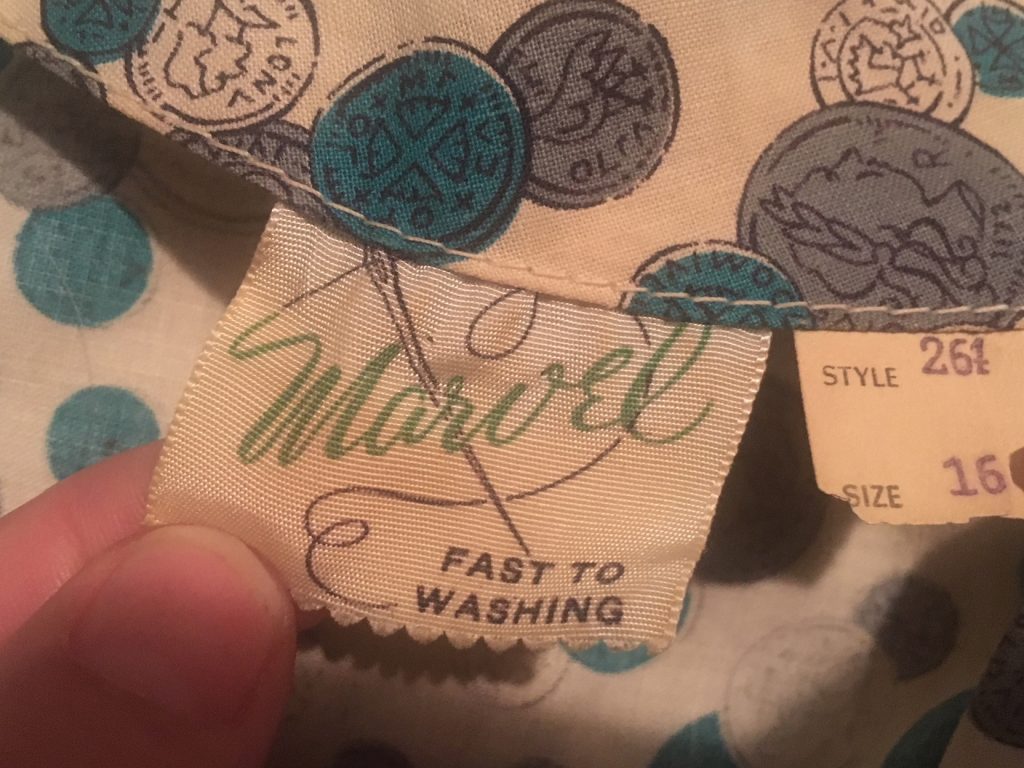 Marvel
FAST TO
WASHING
STYLE 261
SIZE 16